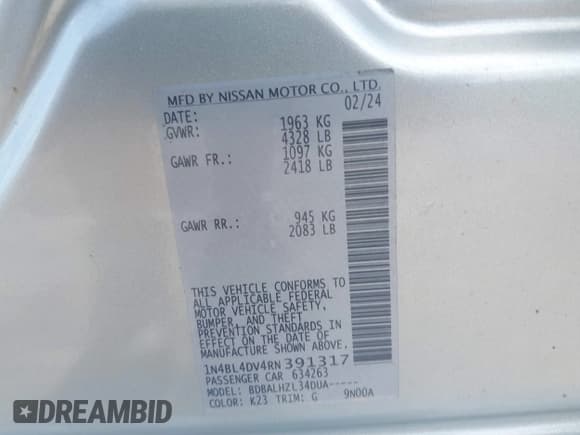 MFD BY NISSAN MOTOR CO., LTD.
DATE: 02/24
GVWR: 1963 KG
4328 LB
GAWR FR.: 1097 KG
2418 LB
GAWR RR.: 945 KG
2083 LB
THIS VEHICLE CONFORMS TO
ALL APPLICABLE FEDERAL
MOTOR VEHICLE SAFETY,
BUMPER, AND THEFT
PREVENTION STANDARDS IN
EFFECT ON THE DATE OF
MANUFACTURE SHOWN ABOVE.
1N4BL4DV4RN391317
PASSENGER CAR 634263
MODEL: BDBALHZL34DUA-----
COLOR: K23 TRIM: G 9N00A
DREAMBID